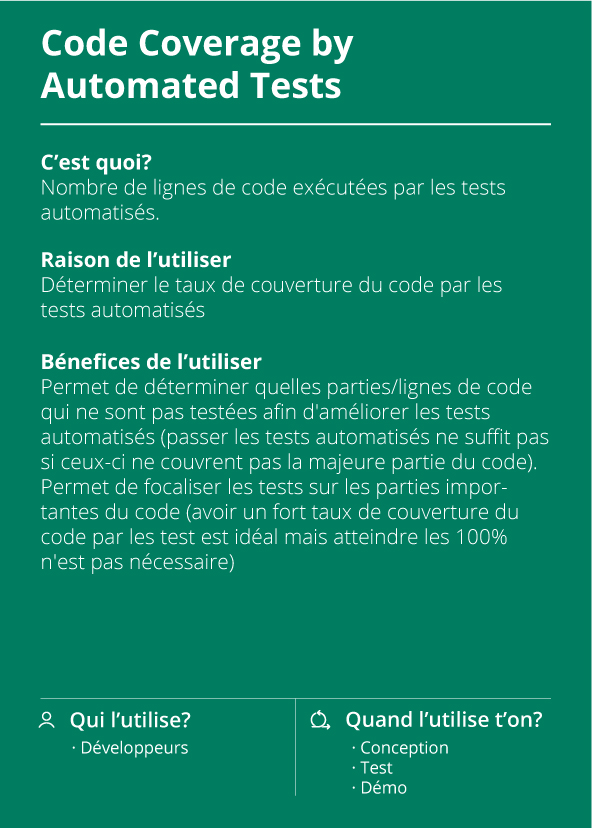 Code Coverage by
Automated Tests
C’est quoi?
Nombre de lignes de code exécutées par les tests
automatisés.
Raison de l’utiliser
Déterminer le taux de couverture du code par les
tests automatisés
Bénefices de l’utiliser
Permet de déterminer quelles parties/lignes de code
qui ne sont pas testées afin d'améliorer les tests
automatisés (passer les tests automatisés ne suffit pas
si ceux-ci ne couvrent pas la majeure partie du code).
Permet de focaliser les tests sur les parties impor-
tantes du code (avoir un fort taux de couverture du
code par les test est idéal mais atteindre les 100%
n'est pas nécessaire)
Qui l’utilise?
· Développeurs
Quand l’utilise t’on?
· Conception
· Test
· Démo